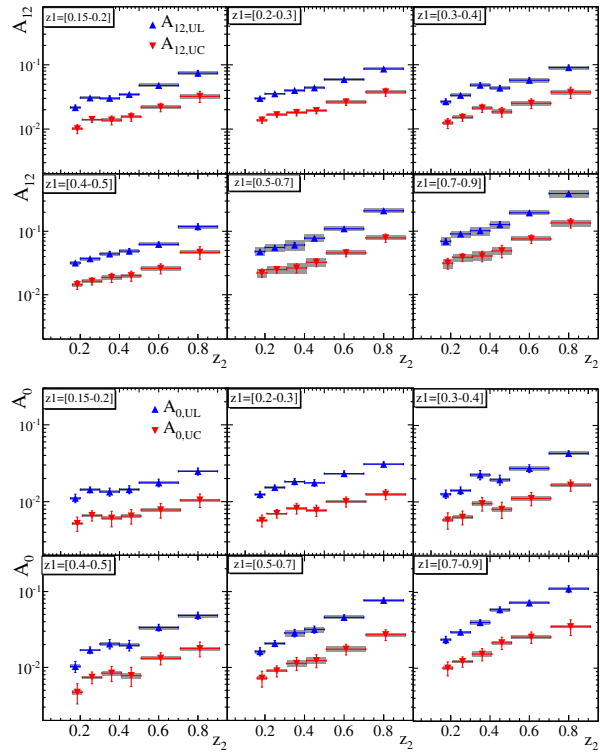 A12
z1=[0.15-0.2]
z1=[0.2-0.3]
z1=[0.3-0.4]
A12,UL
A12,UC
10⁻¹
10⁻²
A12
z1=[0.4-0.5]
z1=[0.5-0.7]
z1=[0.7-0.9]
10⁻¹
10⁻²
0.2 0.4 0.6 0.8 0.2 0.4 0.6 0.8 0.2 0.4 0.6 0.8
z2 z2 z2
A0
z1=[0.15-0.2]
z1=[0.2-0.3]
z1=[0.3-0.4]
A0,UL
A0,UC
10⁻¹
10⁻²
A0
z1=[0.4-0.5]
z1=[0.5-0.7]
z1=[0.7-0.9]
10⁻¹
10⁻²
0.2 0.4 0.6 0.8 0.2 0.4 0.6 0.8 0.2 0.4 0.6 0.8
z2 z2 z2